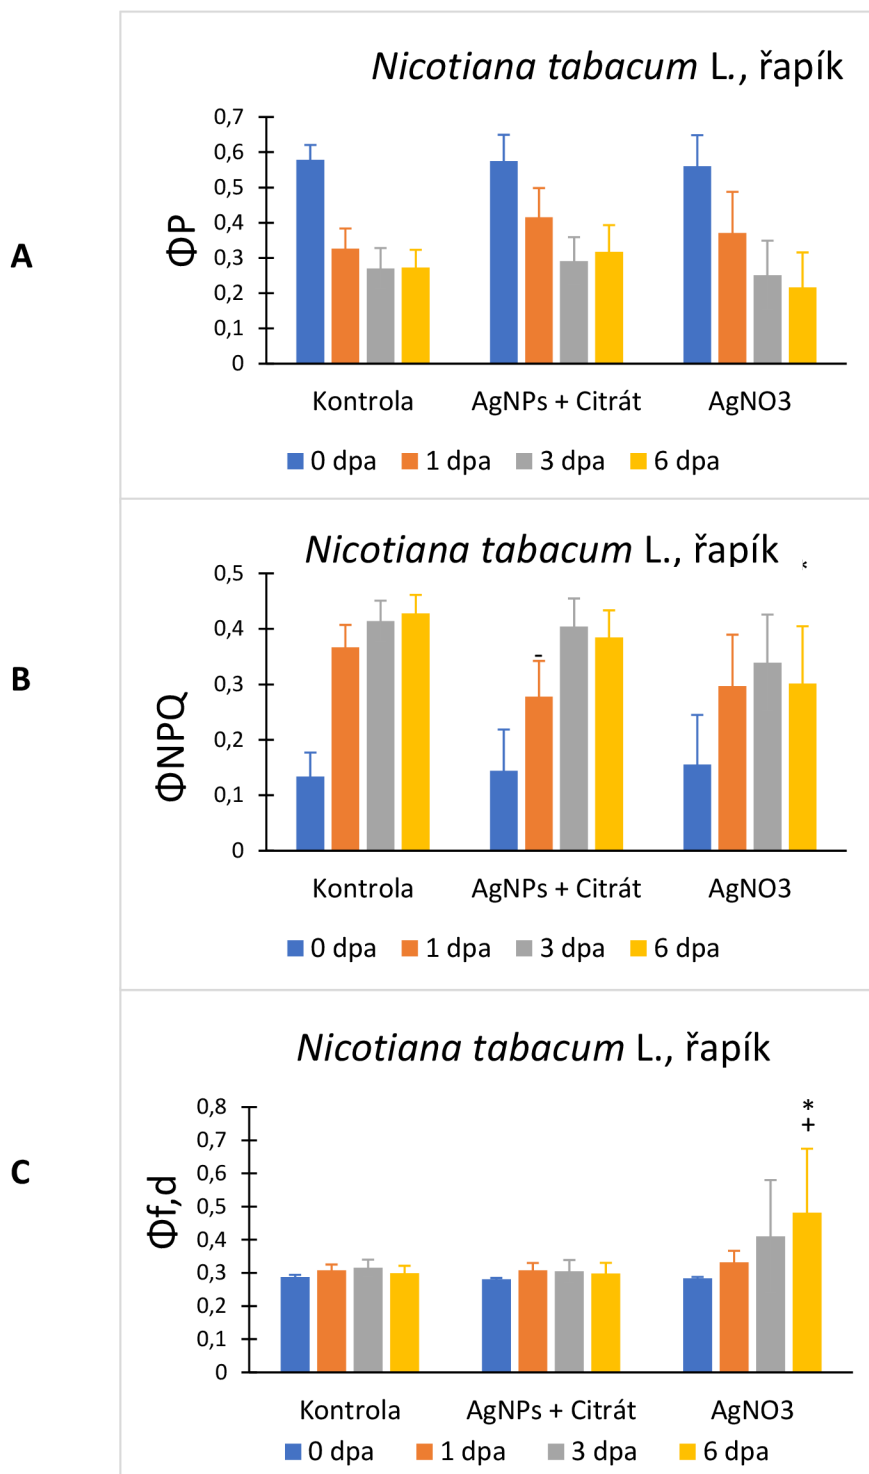 A
Nicotiana tabacum L., řapík
ΦP
0,7
0,6
0,5
0,4
0,3
0,2
0,1
0
Kontrola AgNPs + Citrát AgNO3
0 dpa 1 dpa 3 dpa 6 dpa
B
Nicotiana tabacum L., řapík
ΦNPQ
0,5
0,4
0,3
0,2
0,1
0
-
Kontrola AgNPs + Citrát AgNO3
0 dpa 1 dpa 3 dpa 6 dpa
C
Nicotiana tabacum L., řapík
Φf,d
0,8
0,7
0,6
0,5
0,4
0,3
0,2
0,1
0
*
+
Kontrola AgNPs + Citrát AgNO3
0 dpa 1 dpa 3 dpa 6 dpa